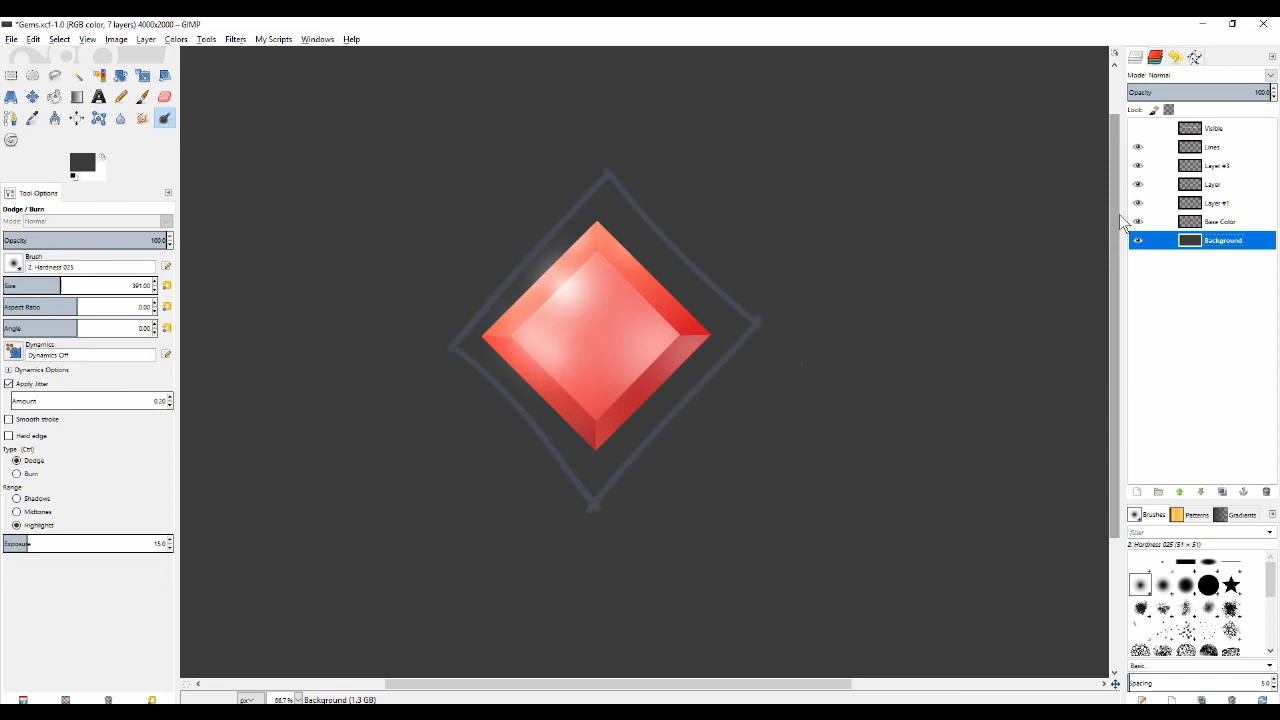 *Gems.xcf-1.0 (RGB color, 7 layers) 4000x2000 – GIMP
File Edit Select View Image Layer Colors Tools Filters My Scripts Windows Help
Mode: Normal
Opacity 100.0
Lock:
Visible
Lines
Layer #3
Layer
Layer #1
Base Color
Background
Tool Options
Dodge / Burn
Mode: Normal
Opacity 100.0
Brush
2. Hardness 025
Size 391.00
Aspect Ratio 0.00
Angle 0.00
Dynamics
Dynamics Off
Dynamics Options
Apply Jitter
Amount 0.20
Smooth stroke
Hard edge
Type (Ctrl)
Dodge
Burn
Range
Shadows
Midtones
Highlights
Exposure 15.0
Brushes Patterns Gradients
filter
2. Hardness 025 (51 × 51)
Basic,
Spacing 5.0
px 66.7% Background (1.3 GB)